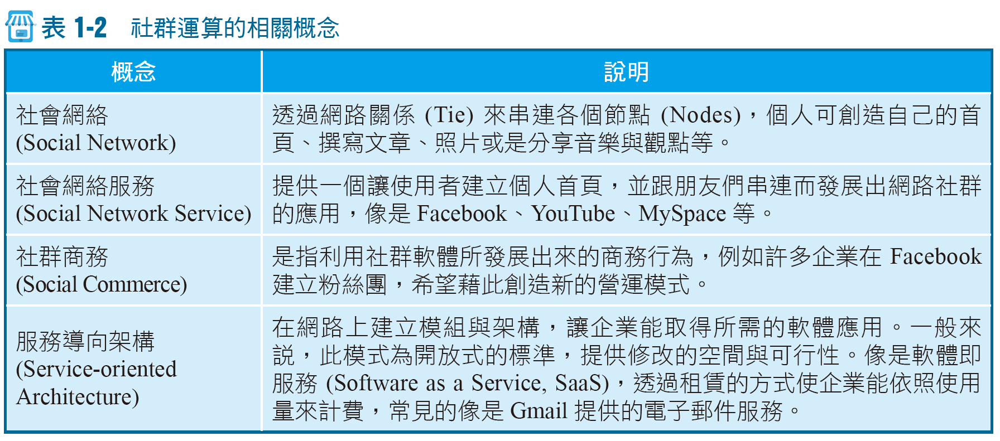 表 1-2 社群運算的相關概念
概念
說明
社會網絡
(Social Network)
透過網路關係 (Tie) 來串連各個節點 (Nodes)，個人可創造自己的首
頁、撰寫文章、照片或是分享音樂與觀點等。
社會網絡服務
(Social Network Service)
提供一個讓使用者建立個人首頁，並跟朋友們串連而發展出網路社群
的應用，像是 Facebook、YouTube、MySpace 等。
社群商務
(Social Commerce)
是指利用社群軟體所發展出來的商務行為，例如許多企業在 Facebook
建立粉絲團，希望藉此創造新的營運模式。
服務導向架構
(Service-oriented
Architecture)
在網路上建立模組與架構，讓企業能取得所需的軟體應用。一般來
說，此模式為開放式的標準，提供修改的空間與可行性。像是軟體即
服務 (Software as a Service, SaaS)，透過租賃的方式使企業能依照使用
量來計費，常見的像是 Gmail 提供的電子郵件服務。